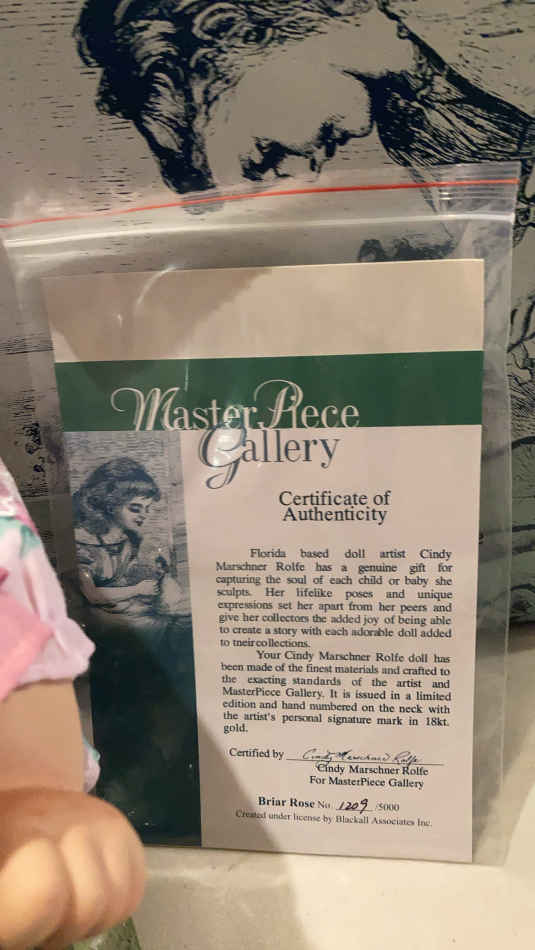 MasterPiece
Gallery
Certificate of
Authenticity
Florida based doll artist Cindy
Marschner Rolfe has a genuine gift for
capturing the soul of each child or baby she
sculpts. Her lifelike poses and unique
expressions set her apart from her peers and
give her collectors the added joy of being able
to create a story with each adorable doll added
to tneir collections.
Your Cindy Marschner Rolfe doll has
been made of the finest materials and crafted to
the exacting standards of the artist and
MasterPiece Gallery. It is issued in a limited
edition and hand numbered on the neck with
the artist's personal signature mark in 18kt.
gold.
Certified by Cindy Marschner Rolfe
Cindy Marschner Rolfe
For MasterPiece Gallery
Briar Rose No. 1209 /5000
Created under license by Blackall Associates Inc.